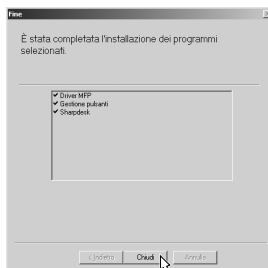 Fine
È stata completata l'installazione dei programmi
selezionati.
Driver MFP
Gestione pulsanti
Sharpdesk
< Indietro Chiudi Annulla